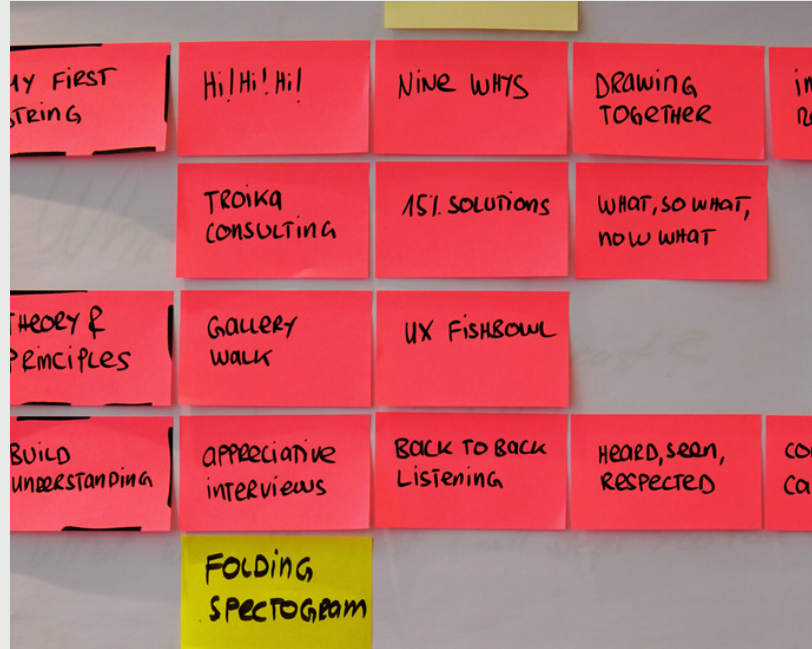 MY FIRST
STRING
Hi! Hi! Hi!
NINE WHYS
DRAWING
TOGETHER
TROIKA
CONSULTING
15% SOLUTIONS
WHAT, SO WHAT,
NOW WHAT
THEORY &
PRINCIPLES
GALLERY
WALK
UX FISHBOWL
BUILD
UNDERSTANDING
APPRECIATIVE
INTERVIEWS
BACK TO BACK
LISTENING
HEARD, SEEN,
RESPECTED
FOLDING
SPECTOGRAM